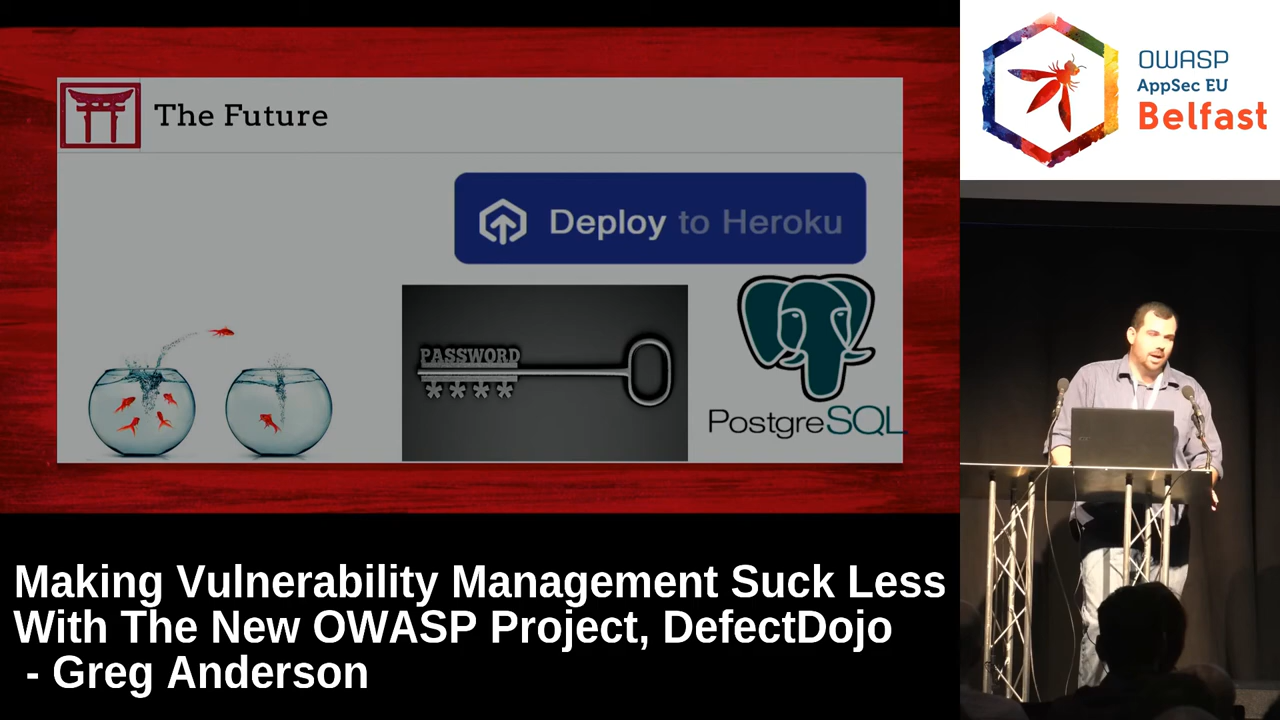 The Future
Deploy to Heroku
PASSWORD
****
PostgreSQL
OWASP
AppSec EU
Belfast
Making Vulnerability Management Suck Less
With The New OWASP Project, DefectDojo
- Greg Anderson